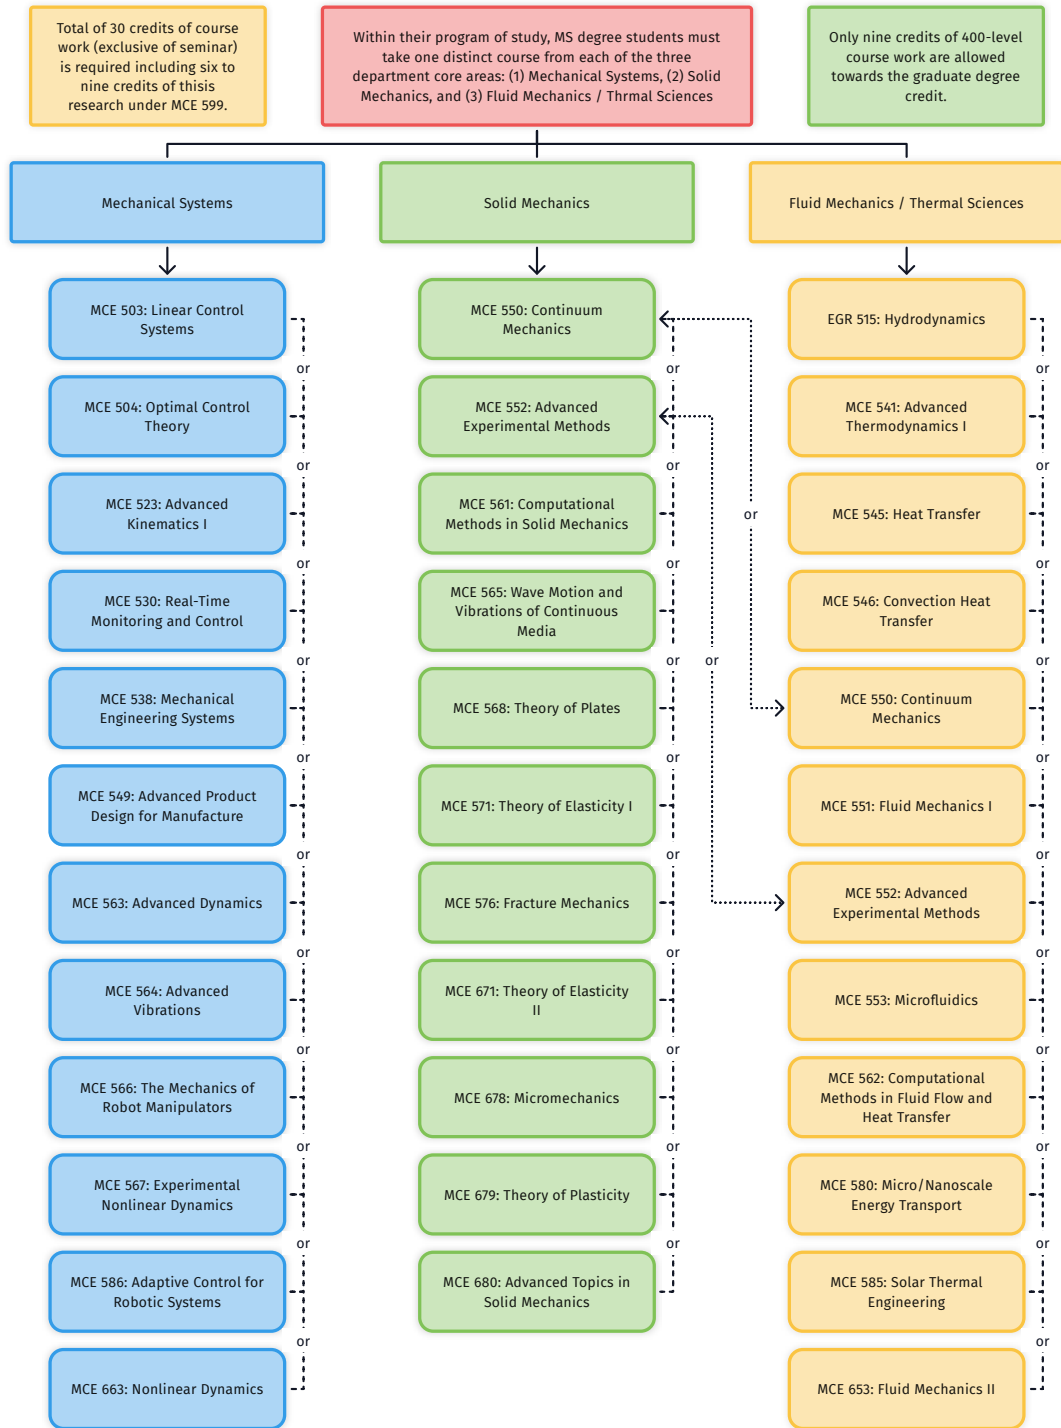 Total of 30 credits of course
work (exclusive of seminar)
is required including six to
nine credits of thisis
research under MCE 599.
Within their program of study, MS degree students must
take one distinct course from each of the three
department core areas: (1) Mechanical Systems, (2) Solid
Mechanics, and (3) Fluid Mechanics / Thrmal Sciences
Only nine credits of 400-level
course work are allowed
towards the graduate degree
credit.
Mechanical Systems
Solid Mechanics
Fluid Mechanics / Thermal Sciences
MCE 503: Linear Control
Systems
or
MCE 504: Optimal Control
Theory
or
MCE 523: Advanced
Kinematics I
or
MCE 530: Real-Time
Monitoring and Control
or
MCE 538: Mechanical
Engineering Systems
or
MCE 549: Advanced Product
Design for Manufacture
or
MCE 563: Advanced Dynamics
or
MCE 564: Advanced
Vibrations
or
MCE 566: The Mechanics of
Robot Manipulators
or
MCE 567: Experimental
Nonlinear Dynamics
or
MCE 586: Adaptive Control for
Robotic Systems
or
MCE 663: Nonlinear Dynamics
MCE 550: Continuum
Mechanics
or
MCE 552: Advanced
Experimental Methods
or
MCE 561: Computational
Methods in Solid Mechanics
or
MCE 565: Wave Motion and
Vibrations of Continuous
Media
or
MCE 568: Theory of Plates
or
MCE 571: Theory of Elasticity I
or
MCE 576: Fracture Mechanics
or
MCE 671: Theory of Elasticity
II
or
MCE 678: Micromechanics
or
MCE 679: Theory of Plasticity
or
MCE 680: Advanced Topics in
Solid Mechanics
or
or
EGR 515: Hydrodynamics
or
MCE 541: Advanced
Thermodynamics I
or
MCE 545: Heat Transfer
or
MCE 546: Convection Heat
Transfer
or
MCE 550: Continuum
Mechanics
or
MCE 551: Fluid Mechanics I
or
MCE 552: Advanced
Experimental Methods
or
MCE 553: Microfluidics
or
MCE 562: Computational
Methods in Fluid Flow and
Heat Transfer
or
MCE 580: Micro/Nanoscale
Energy Transport
or
MCE 585: Solar Thermal
Engineering
or
MCE 653: Fluid Mechanics II